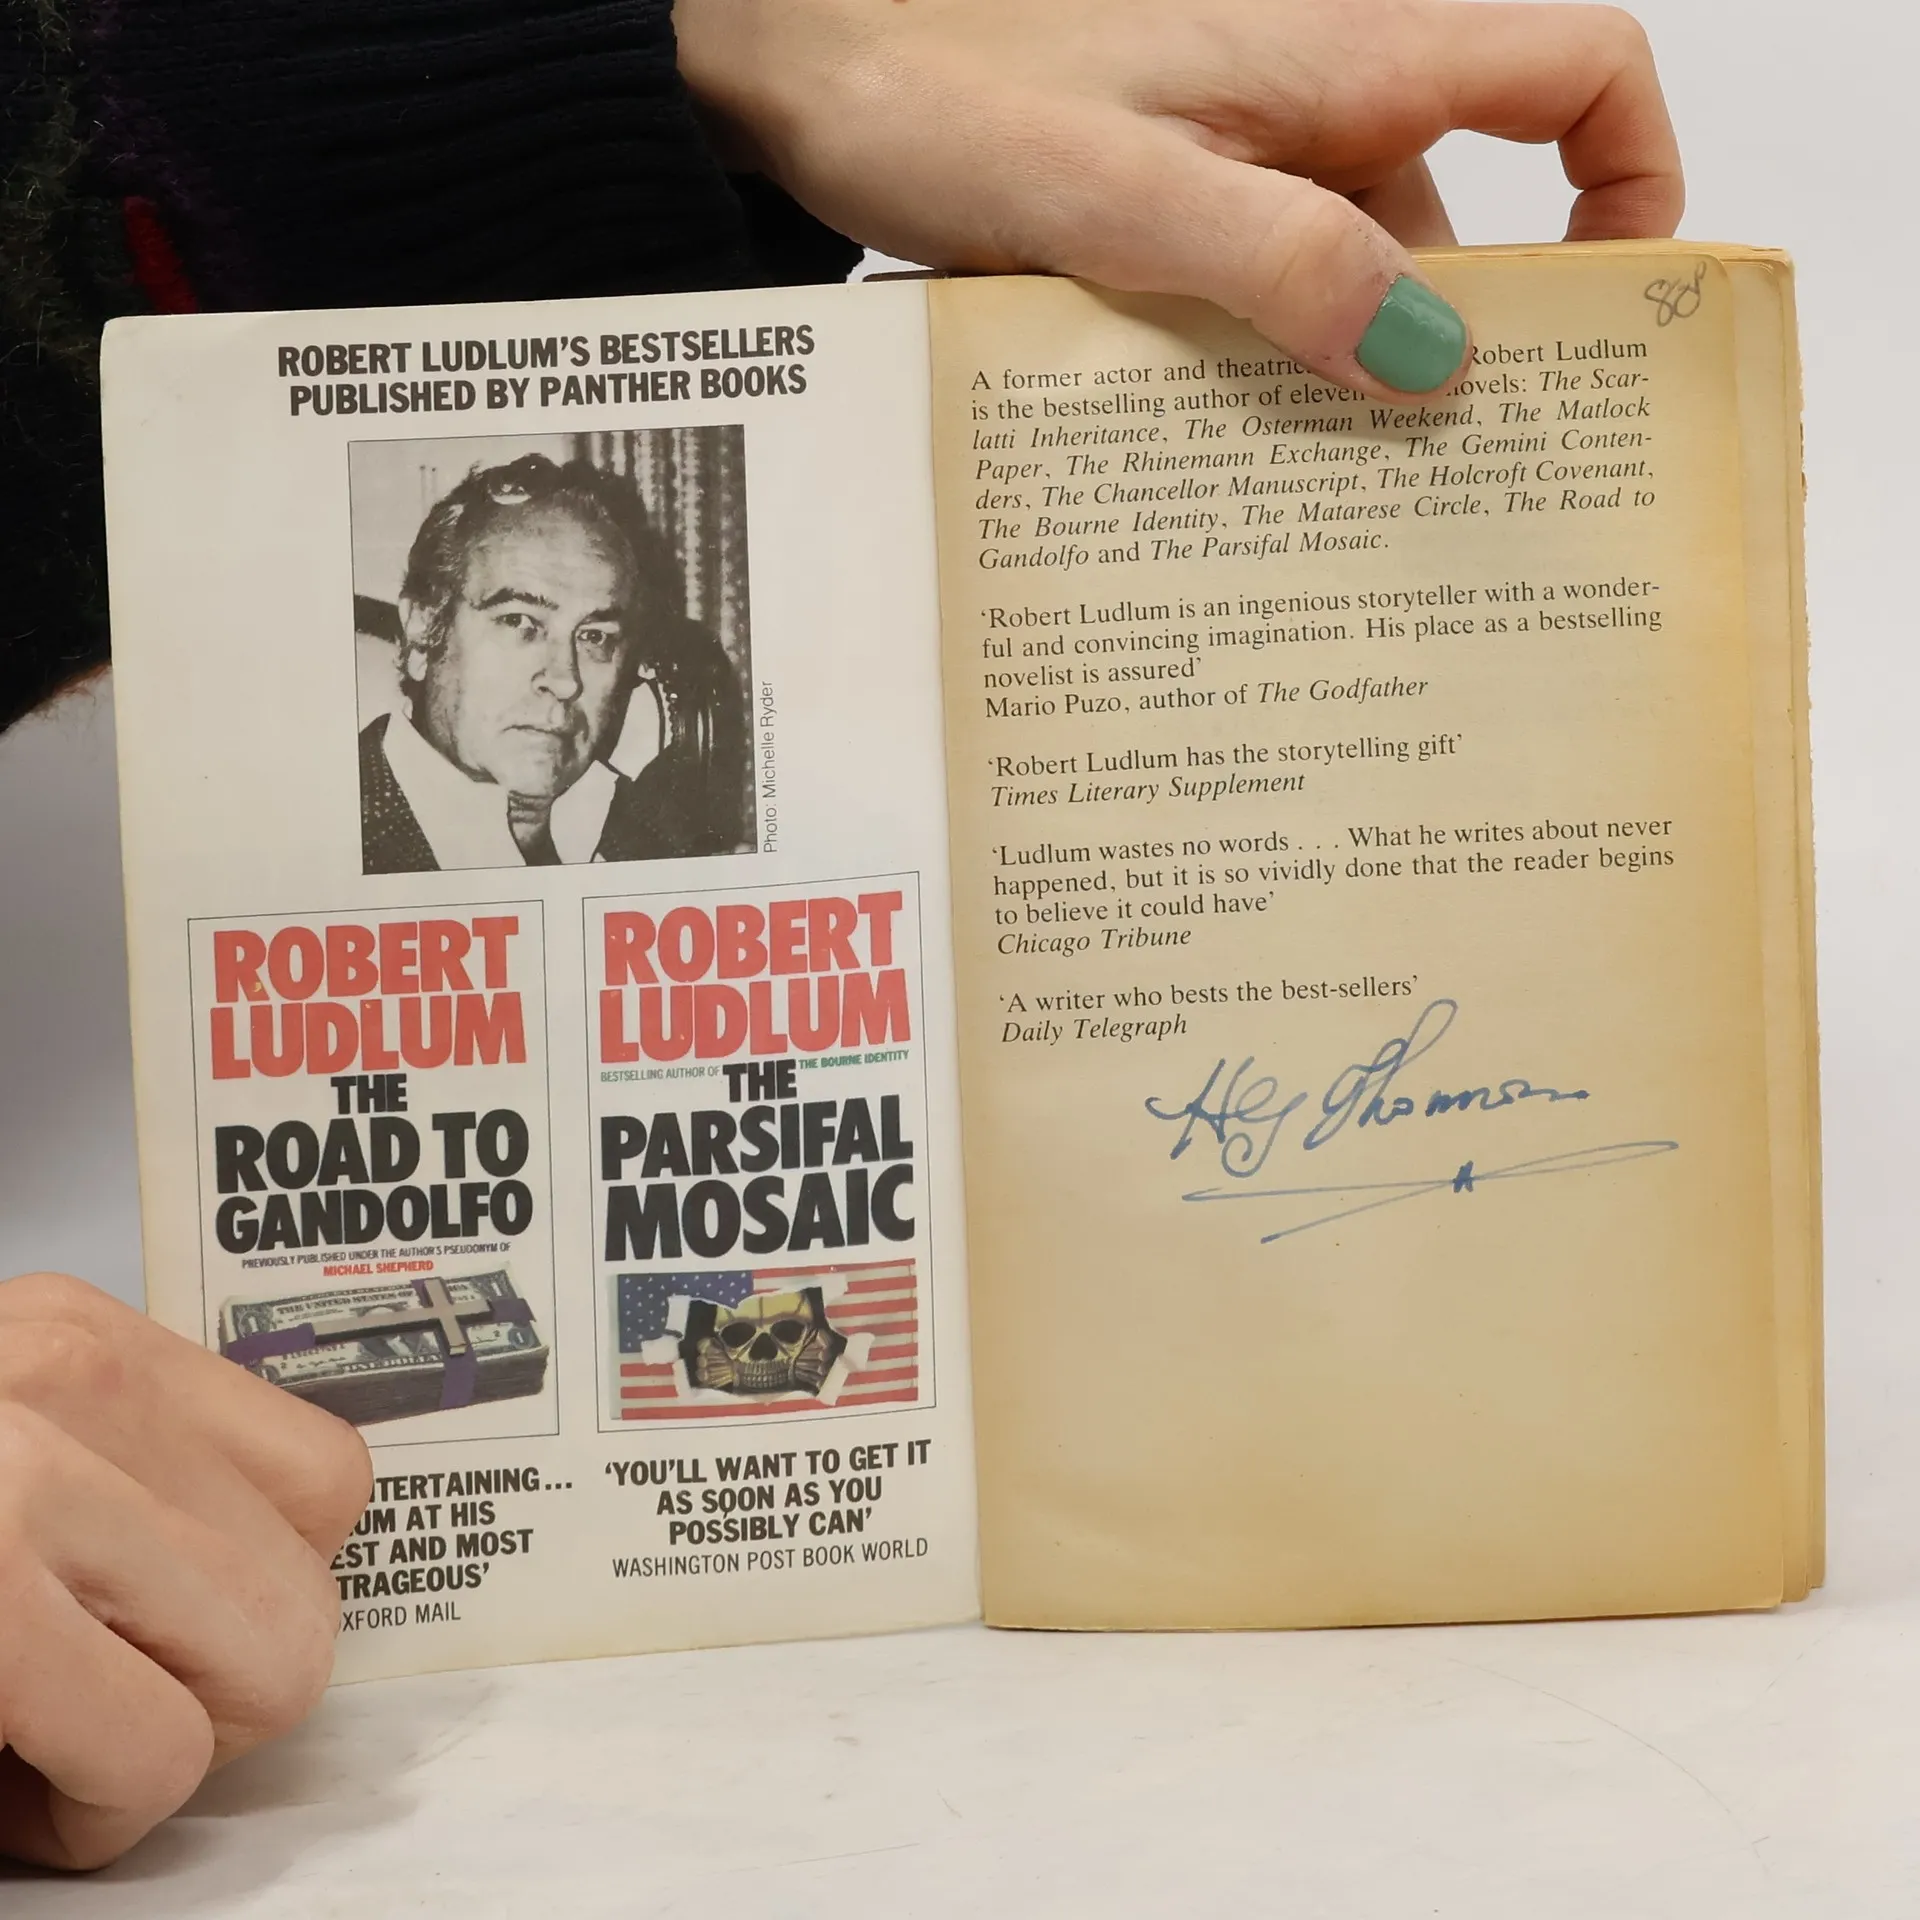 ROBERT LUDLUM'S BESTSELLERS
PUBLISHED BY PANTHER BOOKS
Photo: Michelle Ryder
ROBERT
LUDLUM
THE
ROAD TO
GANDOLFO
PREVIOUSLY PUBLISHED UNDER THE AUTHOR'S PSEUDONYM OF
MICHAEL SHEPHERD
ROBERT
LUDLUM
BESTSELLING AUTHOR OF THE BOURNE IDENTITY
THE
PARSIFAL
MOSAIC
TERTAINING...
UM AT HIS
EST AND MOST
TRAGEOUS'
XFORD MAIL
'YOU'LL WANT TO GET IT
AS SOON AS YOU
POSSIBLY CAN'
WASHINGTON POST BOOK WORLD
A former actor and theatric Robert Ludlum
is the bestselling author of eleven novels: The Scar-
latti Inheritance, The Osterman Weekend, The Matlock
Paper, The Rhinemann Exchange, The Gemini Conten-
ders, The Chancellor Manuscript, The Holcroft Covenant,
The Bourne Identity, The Matarese Circle, The Road to
Gandolfo and The Parsifal Mosaic.
'Robert Ludlum is an ingenious storyteller with a wonder-
ful and convincing imagination. His place as a bestselling
novelist is assured'
Mario Puzo, author of The Godfather
'Robert Ludlum has the storytelling gift'
Times Literary Supplement
'Ludlum wastes no words . . . What he writes about never
happened, but it is so vividly done that the reader begins
to believe it could have'
Chicago Tribune
'A writer who bests the best-sellers'
Daily Telegraph